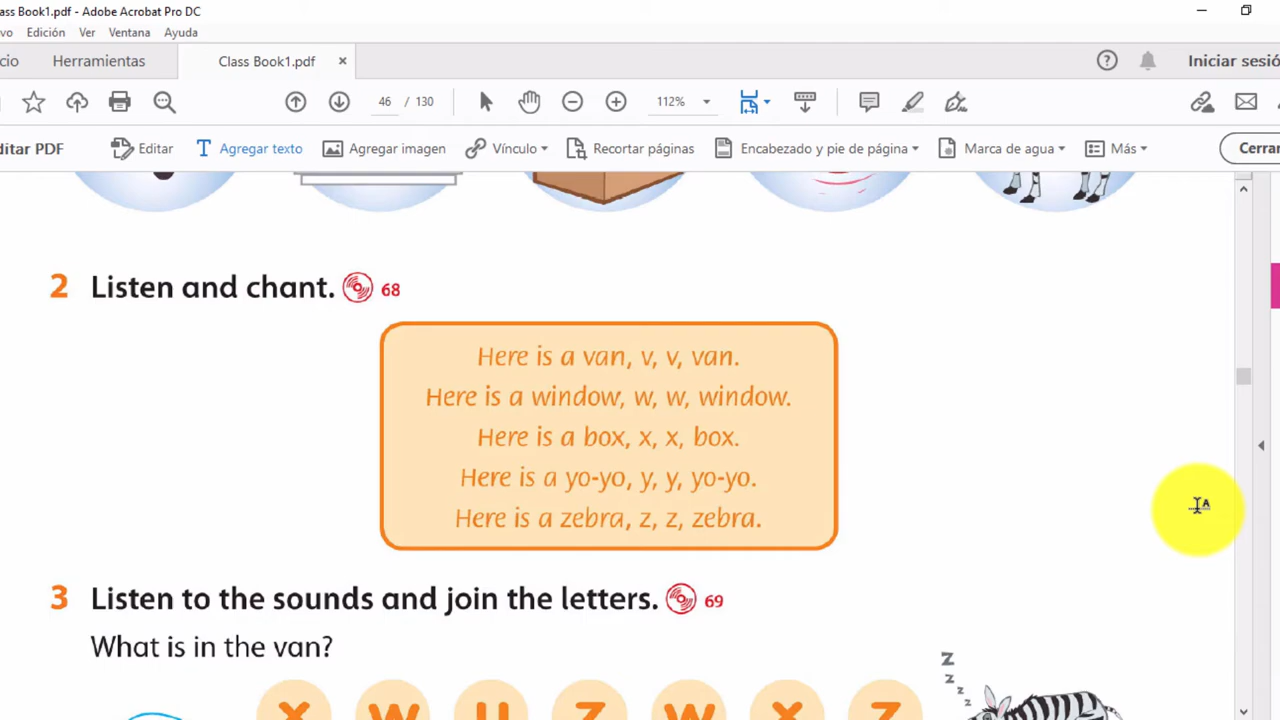 ass Book1.pdf - Adobe Acrobat Pro DC
vo Edición Ver Ventana Ayuda
cio Herramientas Class Book1.pdf × Iniciar sesió
46 / 130 112%
ditar PDF Editar Agregar texto Agregar imagen Vínculo Recortar páginas Encabezado y pie de página Marca de agua Más Cerrar
2 Listen and chant. 68
Here is a van, v, v, van.
Here is a window, w, w, window.
Here is a box, x, x, box.
Here is a yo-yo, y, y, yo-yo.
Here is a zebra, z, z, zebra.
3 Listen to the sounds and join the letters. 69
What is in the van?
z
z
z
z
x w u z w x z